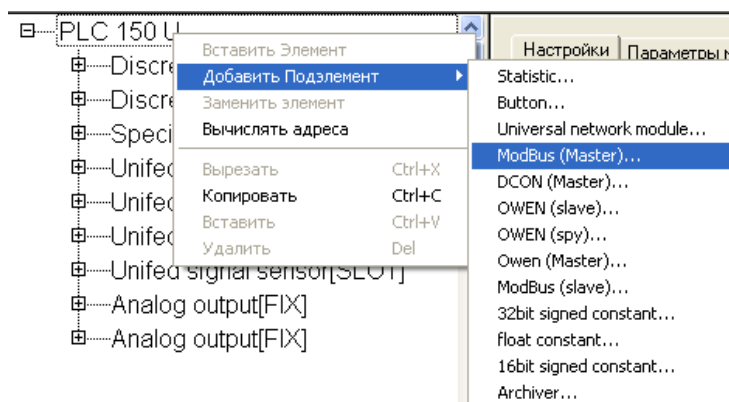 PLC 150 U
Discre
Discre
Speci
Unifed
Unifed
Unifed
Unifed signal sensor[SLOT]
Analog output[FIX]
Analog output[FIX]
Вставить Элемент
Добавить Подэлемент
Заменить элемент
Вычислять адреса
Вырезать Ctrl+X
Копировать Ctrl+C
Вставить Ctrl+V
Удалить Del
Настройки Параметры м
Statistic...
Button...
Universal network module...
ModBus (Master)...
DCON (Master)...
OWEN (slave)...
OWEN (spy)...
Owen (Master)...
ModBus (slave)...
32bit signed constant...
float constant...
16bit signed constant...
Archiver...